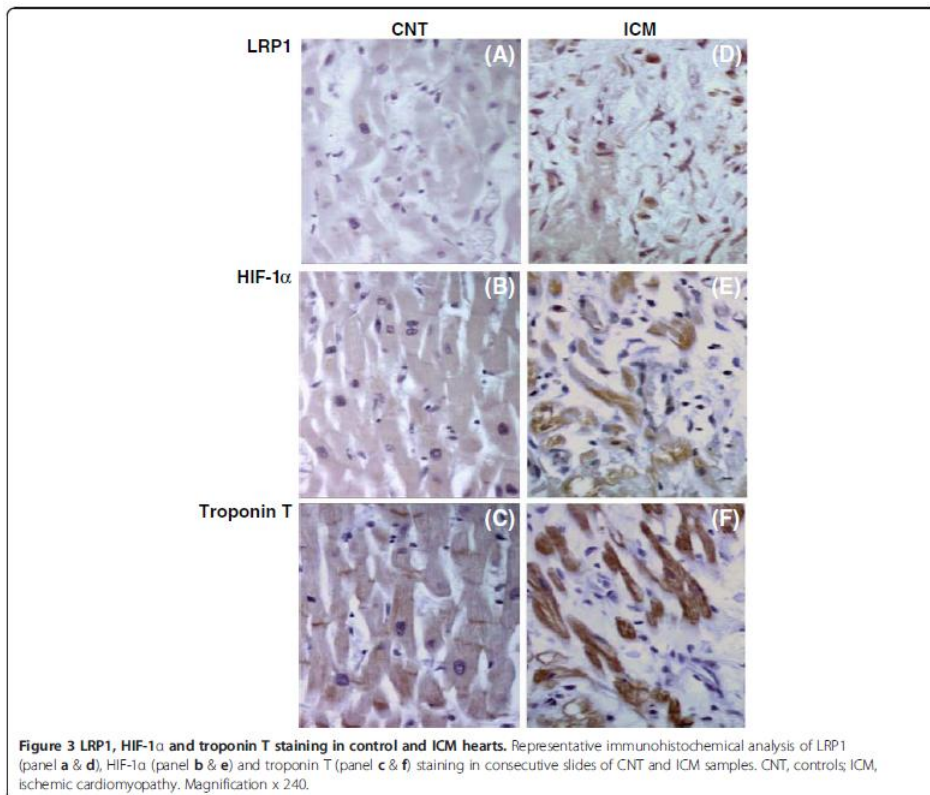 CNT ICM
LRP1 (A) (D)
HIF-1α (B) (E)
Troponin T (C) (F)
Figure 3 LRP1, HIF-1α and troponin T staining in control and ICM hearts. Representative immunohistochemical analysis of LRP1
(panel a & d), HIF-1α (panel b & e) and troponin T (panel c & f) staining in consecutive slides of CNT and ICM samples. CNT, controls; ICM,
ischemic cardiomyopathy. Magnification x 240.